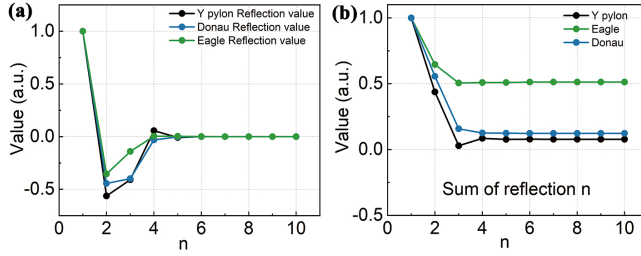 (a)
Y pylon Reflection value
Donau Reflection value
Eagle Reflection value
1.0
0.5
0.0
-0.5
Value (a.u.)
0 2 4 6 8 10
n
(b)
Y pylon
Eagle
Donau
1.0
0.5
0.0
-0.5
Value (a.u.)
Sum of reflection n
0 2 4 6 8 10
n